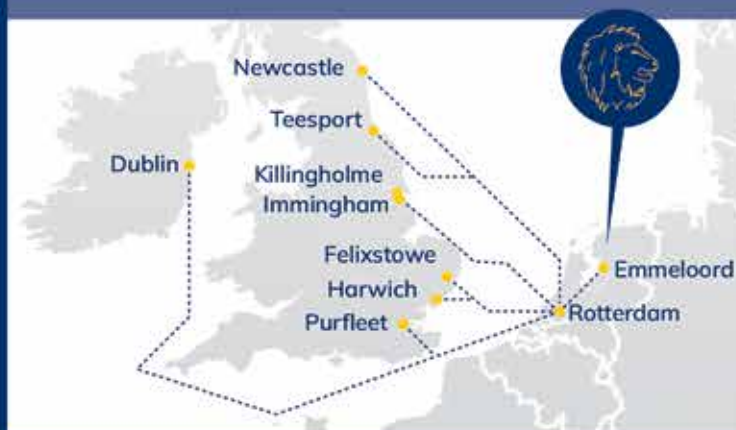 Newcastle
Teesport
Dublin
Killingholme
Immingham
Felixstowe
Emmeloord
Harwich
Rotterdam
Purfleet